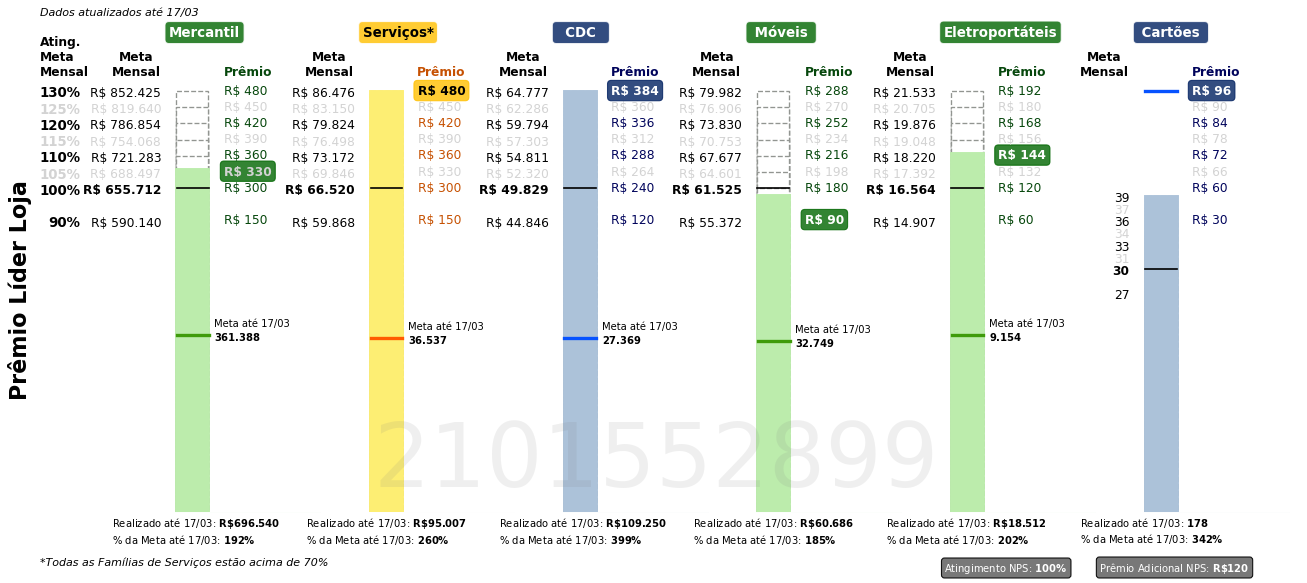 Dados atualizados até 17/03
Mercantil Serviços* CDC Móveis Eletroportáteis Cartões
Ating. Meta Mensal
Meta Mensal Prêmio Meta Mensal Prêmio Meta Mensal Prêmio Meta Mensal Prêmio Meta Mensal Prêmio Meta Mensal Prêmio
130% R$ 852.425 R$ 480 R$ 86.476 R$ 480 R$ 64.777 R$ 384 R$ 79.982 R$ 288 R$ 21.533 R$ 192 R$ 96
125% R$ 819.640 R$ 450 R$ 83.150 R$ 450 R$ 62.286 R$ 360 R$ 76.906 R$ 270 R$ 20.705 R$ 180 R$ 90
120% R$ 786.854 R$ 420 R$ 79.824 R$ 420 R$ 59.794 R$ 336 R$ 73.830 R$ 252 R$ 19.876 R$ 168 R$ 84
115% R$ 754.068 R$ 390 R$ 76.498 R$ 390 R$ 57.303 R$ 312 R$ 70.753 R$ 234 R$ 19.048 R$ 156 R$ 78
110% R$ 721.283 R$ 360 R$ 73.172 R$ 360 R$ 54.811 R$ 288 R$ 67.677 R$ 216 R$ 18.220 R$ 144 R$ 72
105% R$ 688.497 R$ 330 R$ 69.846 R$ 330 R$ 52.320 R$ 264 R$ 64.601 R$ 198 R$ 17.392 R$ 132 R$ 66
100% R$ 655.712 R$ 300 R$ 66.520 R$ 300 R$ 49.829 R$ 240 R$ 61.525 R$ 180 R$ 16.564 R$ 120 R$ 60
90% R$ 590.140 R$ 150 R$ 59.868 R$ 150 R$ 44.846 R$ 120 R$ 55.372 R$ 90 R$ 14.907 R$ 60 R$ 30
39
37
36
34
33
31
30
27
Prêmio Líder Loja
Meta até 17/03 Meta até 17/03 Meta até 17/03 Meta até 17/03 Meta até 17/03
361.388 36.537 27.369 32.749 9.154
2101552899
Realizado até 17/03: R$696.540 Realizado até 17/03: R$95.007 Realizado até 17/03: R$109.250 Realizado até 17/03: R$60.686 Realizado até 17/03: R$18.512 Realizado até 17/03: 178
% da Meta até 17/03: 192% % da Meta até 17/03: 260% % da Meta até 17/03: 399% % da Meta até 17/03: 185% % da Meta até 17/03: 202% % da Meta até 17/03: 342%
*Todas as Famílias de Serviços estão acima de 70%
Atingimento NPS: 100% Prêmio Adicional NPS: R$120